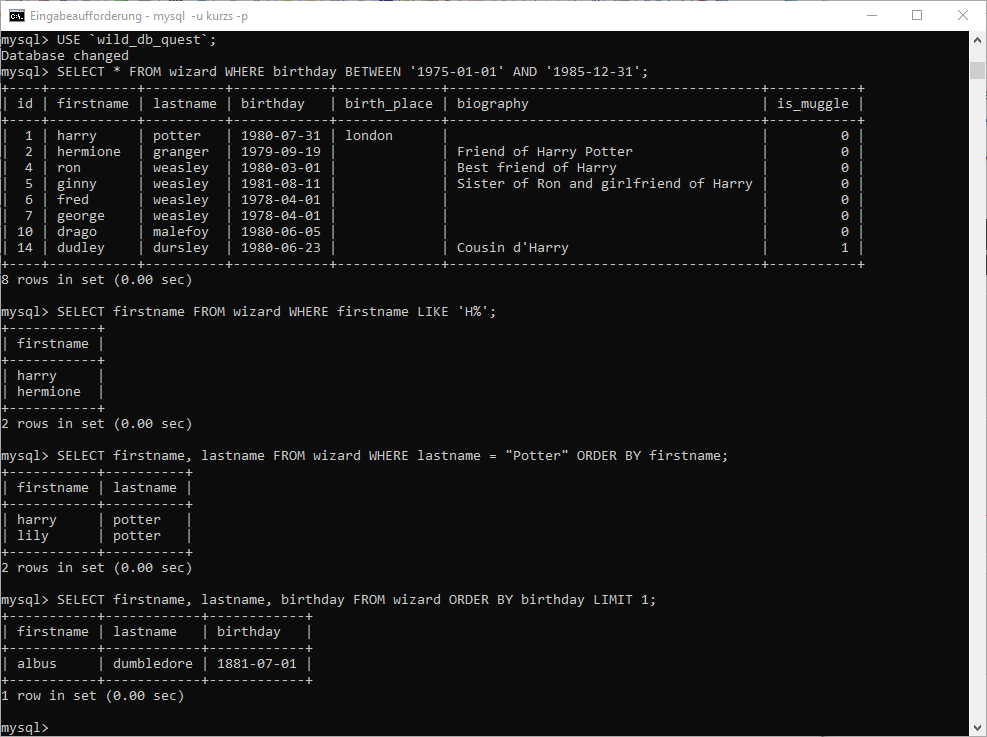 Eingabeaufforderung - mysql  -u kurzs -p
mysql> USE `wild_db_quest`;
Database changed
mysql> SELECT * FROM wizard WHERE birthday BETWEEN '1975-01-01' AND '1985-12-31';
+----+-----------+----------+------------+-------------+---------------------------------------+-----------+
| id | firstname | lastname | birthday   | birth_place | biography                             | is_muggle |
+----+-----------+----------+------------+-------------+---------------------------------------+-----------+
|  1 | harry     | potter   | 1980-07-31 | london      |                                       |         0 |
|  2 | hermione  | granger  | 1979-09-19 |             | Friend of Harry Potter                |         0 |
|  4 | ron       | weasley  | 1980-03-01 |             | Best friend of Harry                  |         0 |
|  5 | ginny     | weasley  | 1981-08-11 |             | Sister of Ron and girlfriend of Harry |         0 |
|  6 | fred      | weasley  | 1978-04-01 |             |                                       |         0 |
|  7 | george    | weasley  | 1978-04-01 |             |                                       |         0 |
| 10 | drago     | malefoy  | 1980-06-05 |             |                                       |         0 |
| 14 | dudley    | dursley  | 1980-06-23 |             | Cousin d'Harry                        |         1 |
+----+-----------+----------+------------+-------------+---------------------------------------+-----------+
8 rows in set (0.00 sec)
mysql> SELECT firstname FROM wizard WHERE firstname LIKE 'H%';
+-----------+
| firstname |
+-----------+
| harry     |
| hermione  |
+-----------+
2 rows in set (0.00 sec)
mysql> SELECT firstname, lastname FROM wizard WHERE lastname = "Potter" ORDER BY firstname;
+-----------+----------+
| firstname | lastname |
+-----------+----------+
| harry     | potter   |
| lily      | potter   |
+-----------+----------+
2 rows in set (0.00 sec)
mysql> SELECT firstname, lastname, birthday FROM wizard ORDER BY birthday LIMIT 1;
+-----------+------------+------------+
| firstname | lastname   | birthday   |
+-----------+------------+------------+
| albus     | dumbledore | 1881-07-01 |
+-----------+------------+------------+
1 row in set (0.00 sec)
mysql>